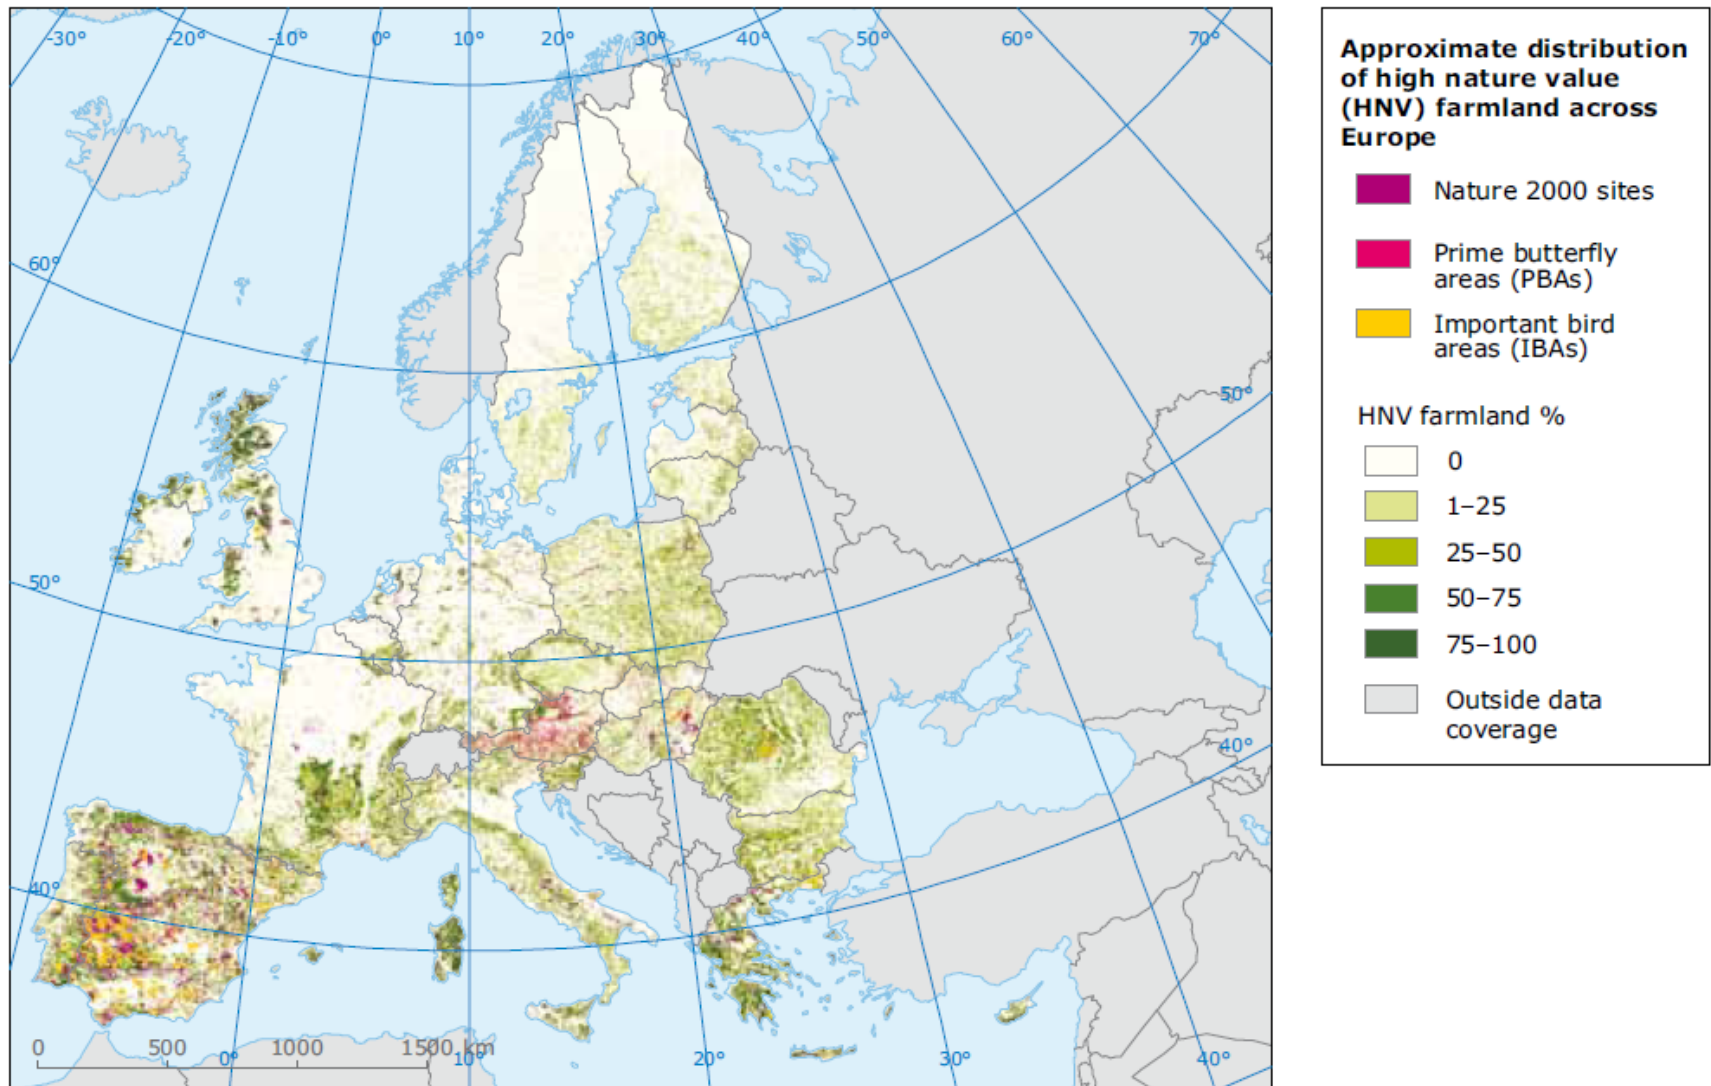 -30°
-20°
-10°
0°
10°
20°
30°
40°
50°
60°
70°
60°
50°
50°
40°
40°
0
500
1000
1500 km
0°
10°
20°
30°
40°
Approximate distribution
of high nature value
(HNV) farmland across
Europe
Nature 2000 sites
Prime butterfly
areas (PBAs)
Important bird
areas (IBAs)
HNV farmland %
0
1–25
25–50
50–75
75–100
Outside data
coverage